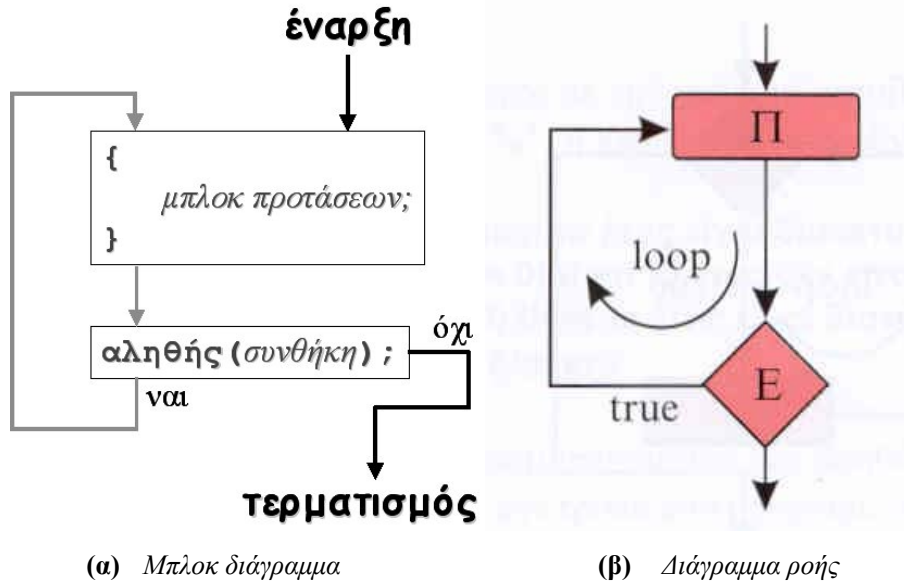 έναρξη
{
μπλοκ προτάσεων;
}
αληθής(συνθήκη);
όχι
ναι
τερματισμός
(α) Μπλοκ διάγραμμα
Π
loop
E
true
(β) Διάγραμμα ροής